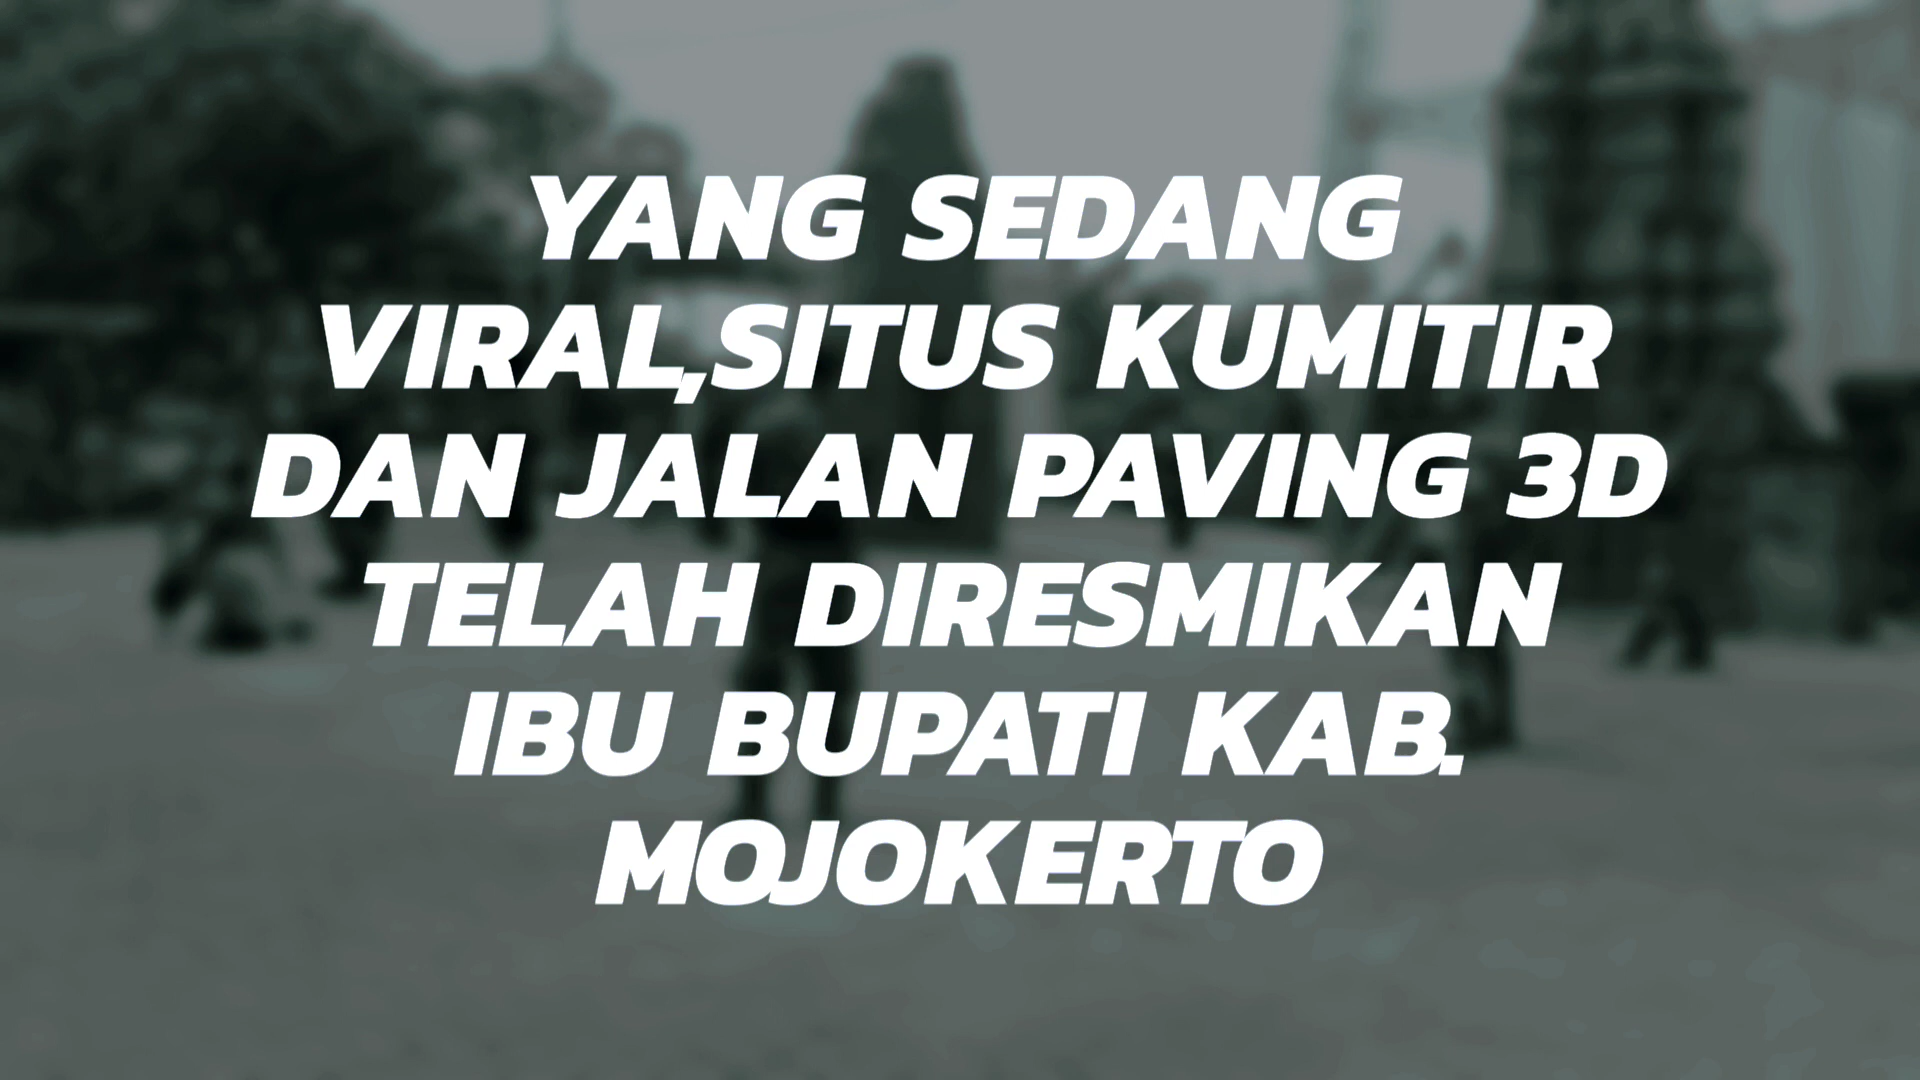 YANG SEDANG
VIRAL,SITUS KUMITIR
DAN JALAN PAVING 3D
TELAH DIRESMIKAN
IBU BUPATI KAB.
MOJOKERTO